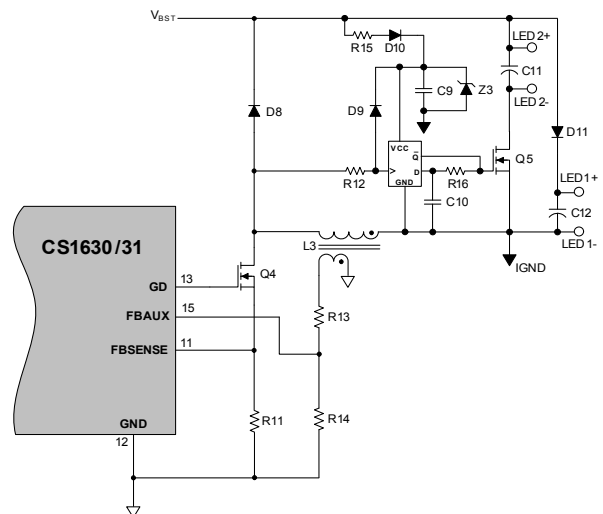 VBST
LED 2+
R15
D10
C11
C9
Z3
LED 2-
D8
D9
D11
VCC
Q̅
D
>
GND
R12
R16
Q5
LED 1+
C10
C12
LED 1-
L3
IGND
CS1630/31
Q4
GD
13
FBAUX
15
R13
FBSENSE
11
R11
R14
GND
12